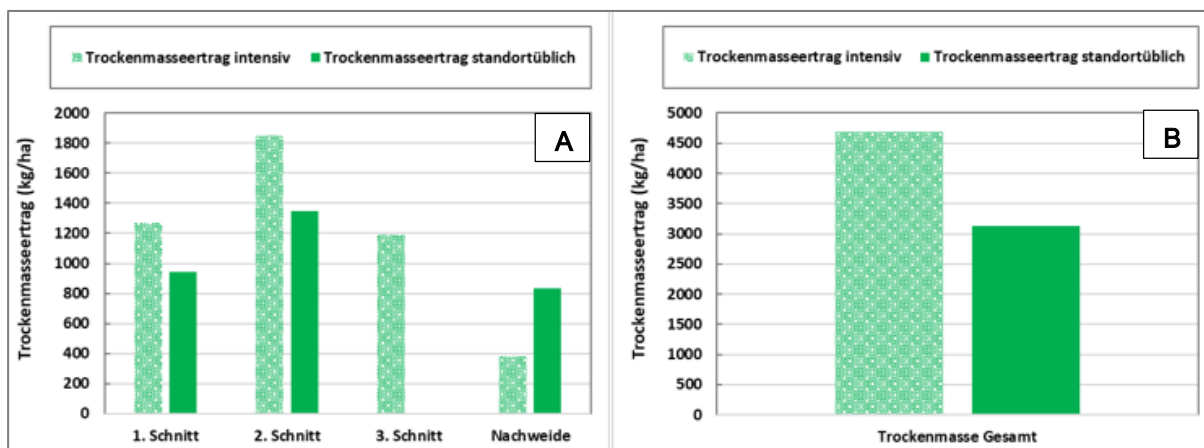 Trockenmasseertrag intensiv Trockenmasseertrag standortüblich
A
Trockenmasseertrag (kg/ha)
2000
1800
1600
1400
1200
1000
800
600
400
200
0
1. Schnitt 2. Schnitt 3. Schnitt Nachweide
Trockenmasseertrag intensiv Trockenmasseertrag standortüblich
B
Trockenmasseertrag (kg/ha)
5000
4500
4000
3500
3000
2500
2000
1500
1000
500
0
Trockenmasse Gesamt